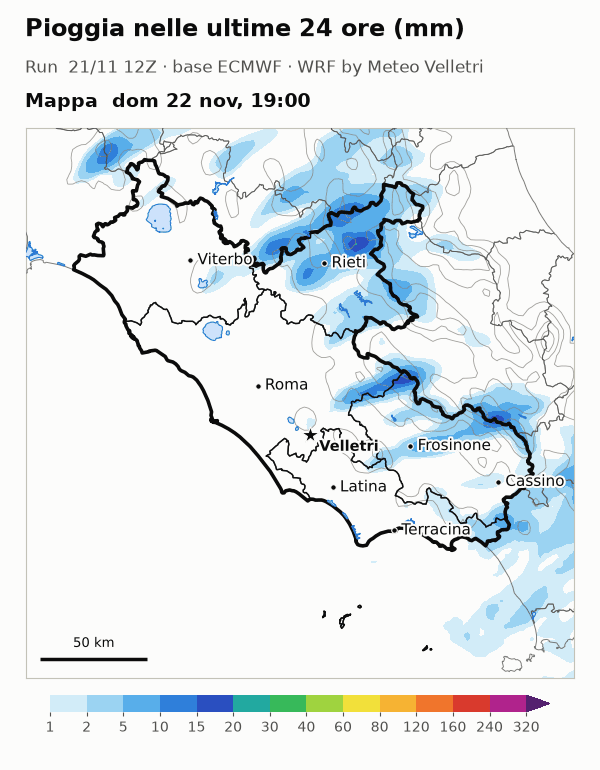 Pioggia nelle ultime 24 ore (mm)
Run 21/11 12Z · base ECMWF · WRF by Meteo Velletri
Mappa dom 22 nov, 19:00
Viterbo
Rieti
Roma
Velletri
Frosinone
Latina
Cassino
Terracina
50 km
1 2 5 10 15 20 30 40 60 80 120 160 240 320